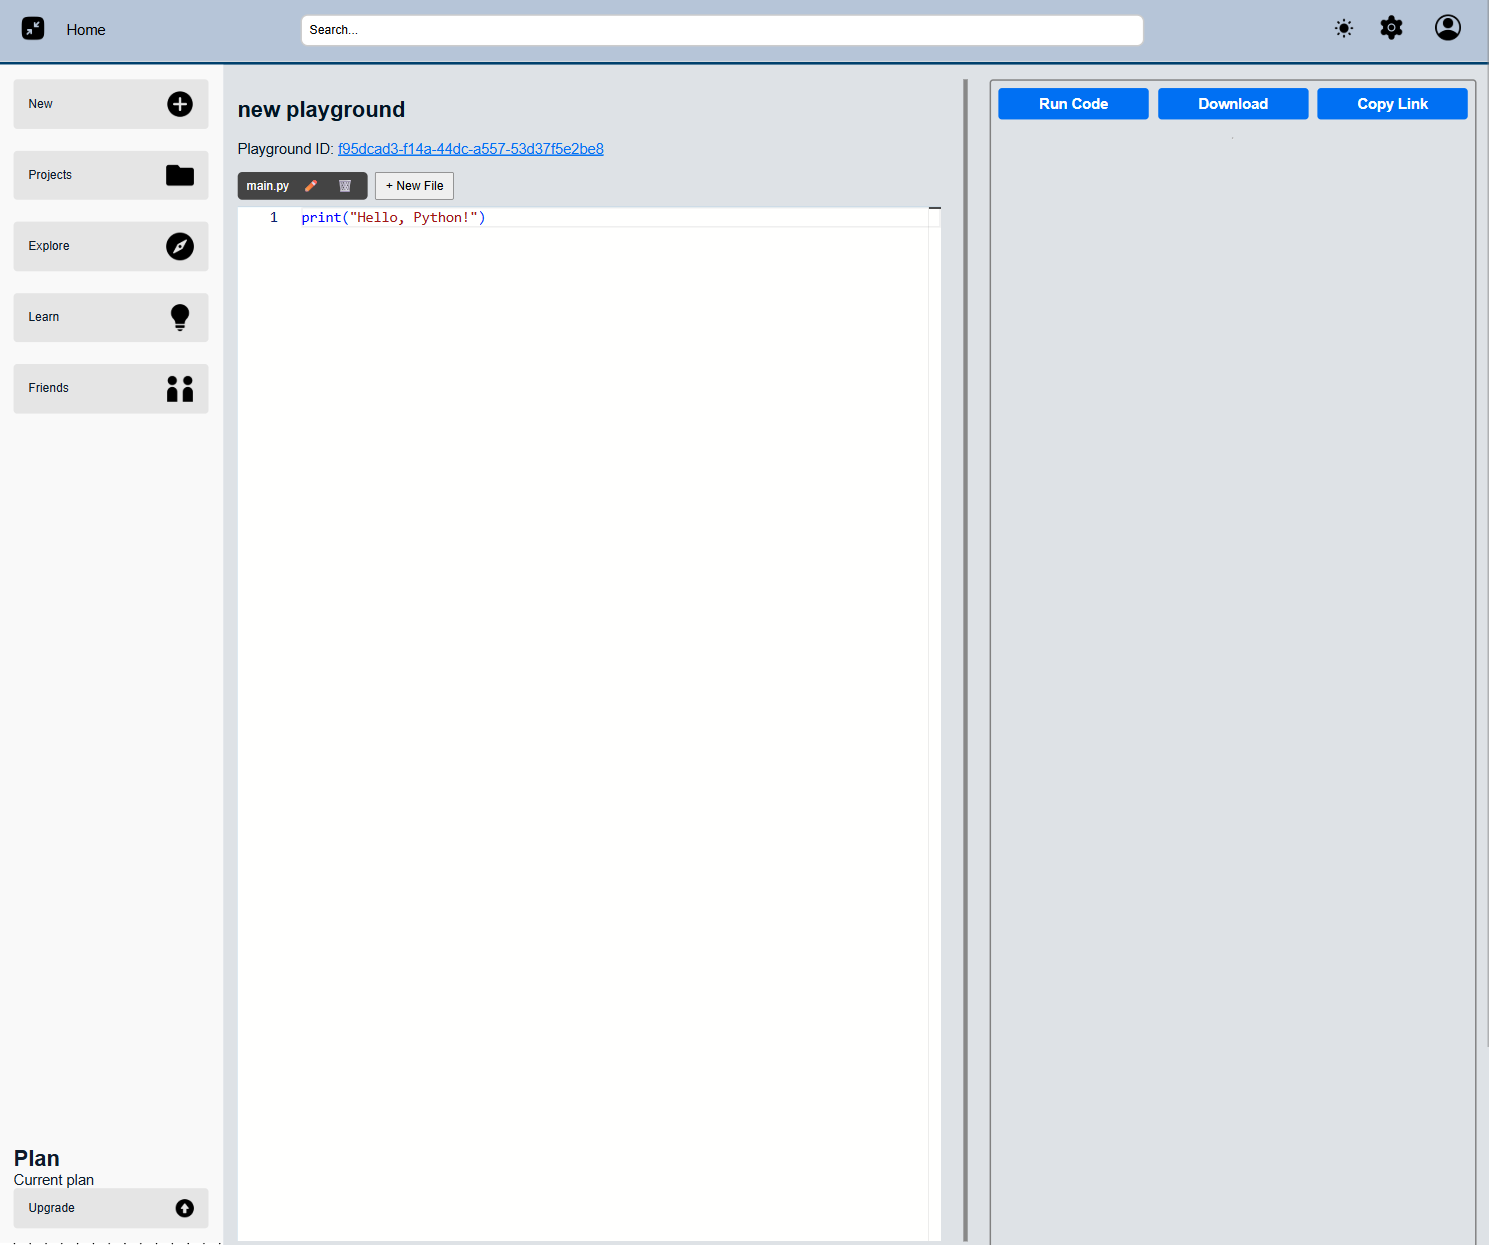 Home
Search...
New
Projects
Explore
Learn
Friends
Plan
Current plan
Upgrade
new playground
Playground ID: f95dcad3-f14a-44dc-a557-53d37f5e2be8
main.py
+ New File
1 print("Hello, Python!")
Run Code
Download
Copy Link